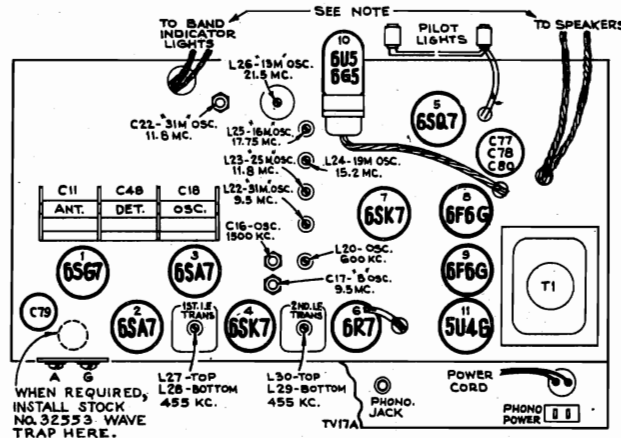 SEE NOTE
TO BAND
INDICATOR
LIGHTS
PILOT
LIGHTS
TO SPEAKERS
L26-"13M" OSC.
21.5 MC.
10
6U5
6G5
C22-"31M" OSC.
11.8 MC.
L25-"16M" OSC.
17.75 MC.
5
6SQ7
C77
C78
C80
L23-"25M" OSC.
11.8 MC.
L24-19M OSC.
15.2 MC.
L22-"31M" OSC.
9.5 MC.
C11
ANT.
C48
DET.
C18
OSC.
7
6SK7
8
6F6G
C16-OSC.
1500 KC.
L20-OSC.
600 KC.
1
6SG7
3
6SA7
C17-"B" OSC.
9.5 MC.
9
6F6G
T1
C79
2
6SA7
1ST. I.F.
TRANS
4
6SK7
2ND. I.F.
TRANS
6
6R7
11
5U4G
A G
WHEN REQUIRED,
INSTALL STOCK
NO. 32553 WAVE
TRAP HERE.
L27-TOP
L28-BOTTOM
455 KC.
L30-TOP
L29-BOTTOM
455 KC.
TV17A
PHONO.
JACK
POWER
CORD
PHONO
POWER